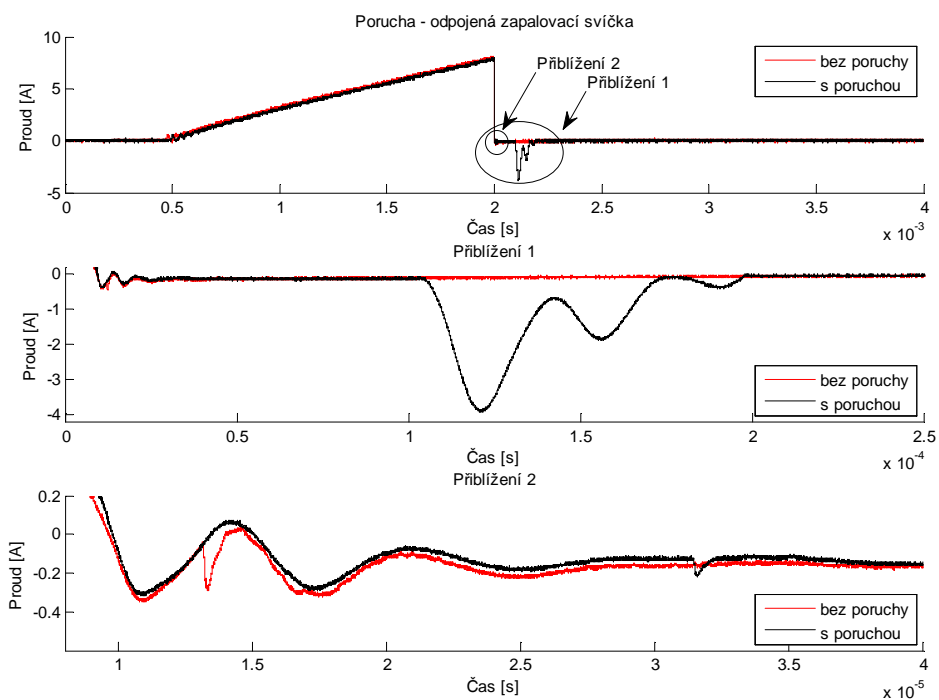 Porucha - odpojená zapalovací svíčka
10
5
0
-5
Proud [A]
Přiblížení 2
Přiblížení 1
bez poruchy
s poruchou
0 0.5 1 1.5 2 2.5 3 3.5 4
Čas [s]
x 10-3
Přiblížení 1
0
-1
-2
-3
-4
Proud [A]
bez poruchy
s poruchou
0 0.5 1 1.5 2 2.5
Čas [s]
x 10-4
Přiblížení 2
0.2
0
-0.2
-0.4
Proud [A]
bez poruchy
s poruchou
1 1.5 2 2.5 3 3.5 4
Čas [s]
x 10-5